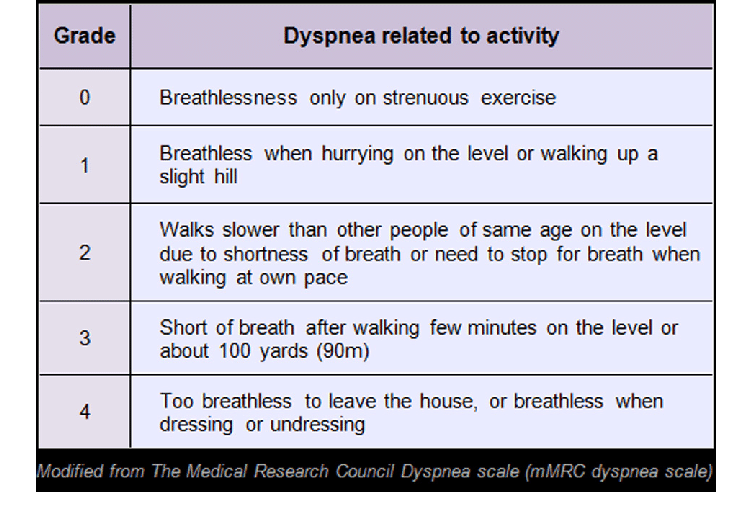 Grade Dyspnea related to activity
0 Breathlessness only on strenuous exercise
1 Breathless when hurrying on the level or walking up a
slight hill
2 Walks slower than other people of same age on the level
due to shortness of breath or need to stop for breath when
walking at own pace
3 Short of breath after walking few minutes on the level or
about 100 yards (90m)
4 Too breathless to leave the house, or breathless when
dressing or undressing
Modified from The Medical Research Council Dyspnea scale (mMRC dyspnea scale)